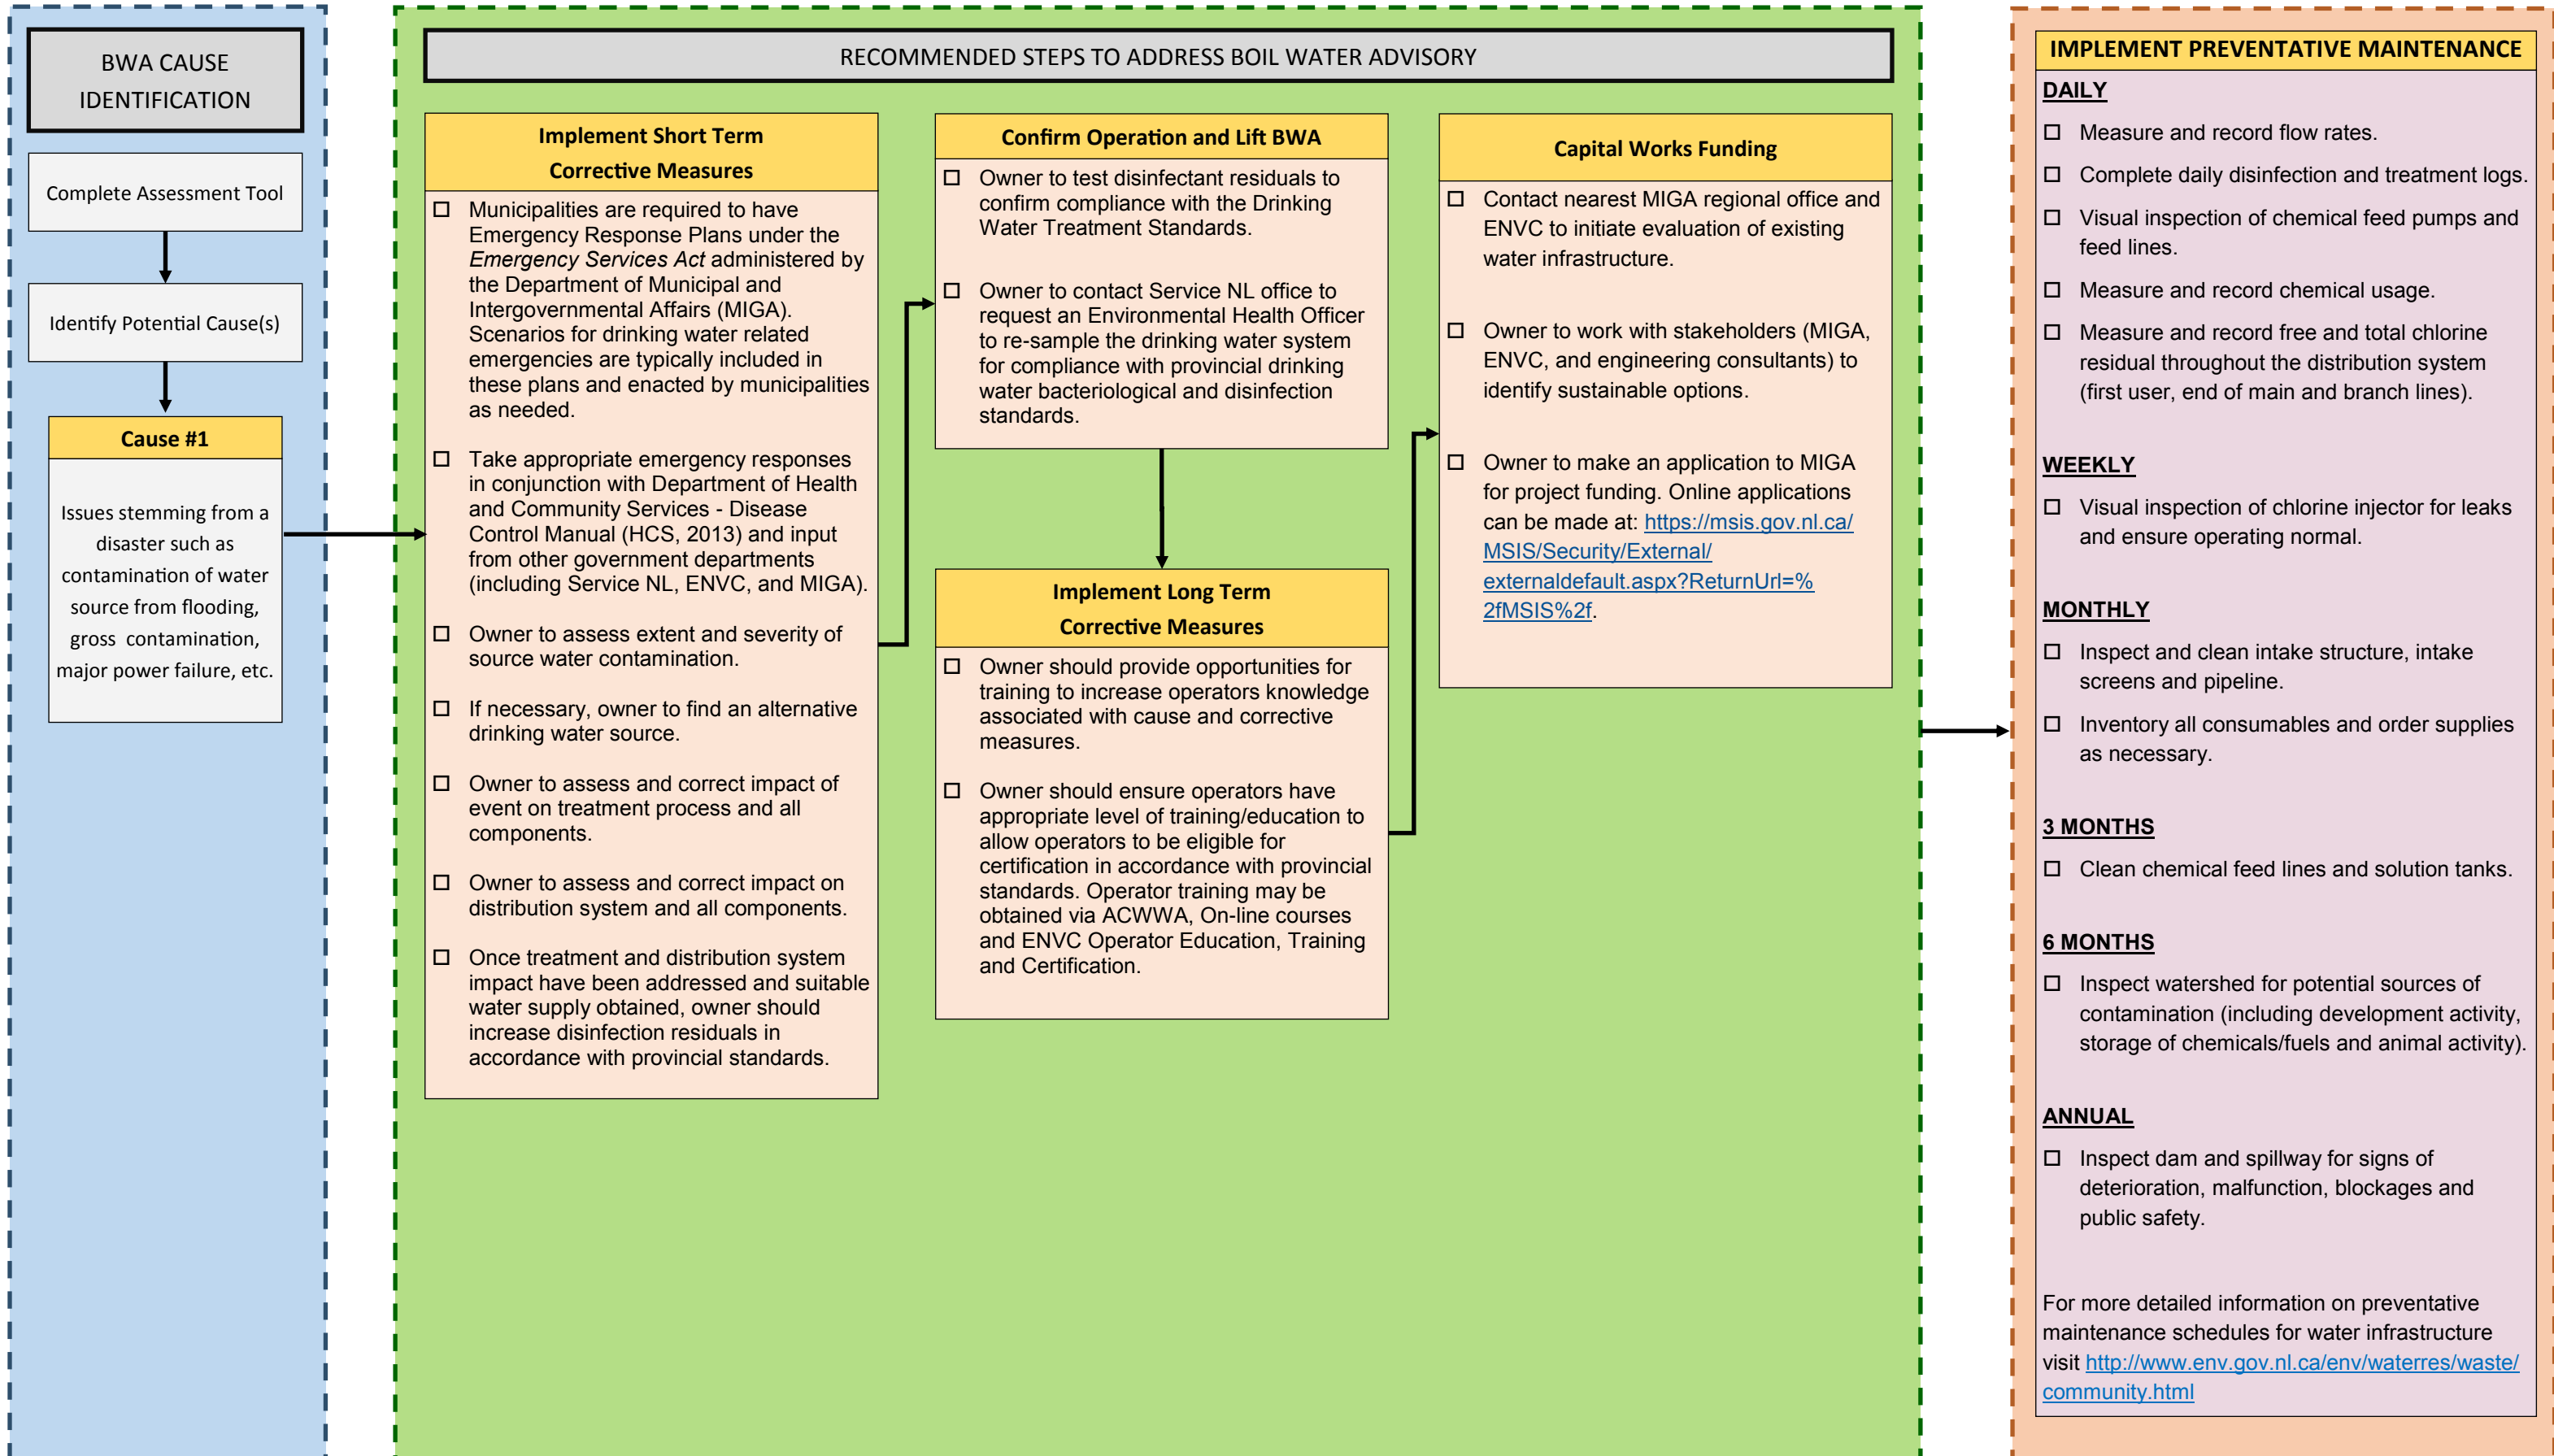 BWA CAUSE
IDENTIFICATION
Complete Assessment Tool
Identify Potential Cause(s)
Cause #1
Issues stemming from a
disaster such as
contamination of water
source from flooding,
gross contamination,
major power failure, etc.
RECOMMENDED STEPS TO ADDRESS BOIL WATER ADVISORY
Implement Short Term
Corrective Measures
☐ Municipalities are required to have
Emergency Response Plans under the
Emergency Services Act administered by
the Department of Municipal and
Intergovernmental Affairs (MIGA).
Scenarios for drinking water related
emergencies are typically included in
these plans and enacted by municipalities
as needed.
☐ Take appropriate emergency responses
in conjunction with Department of Health
and Community Services - Disease
Control Manual (HCS, 2013) and input
from other government departments
(including Service NL, ENVC, and MIGA).
☐ Owner to assess extent and severity of
source water contamination.
☐ If necessary, owner to find an alternative
drinking water source.
☐ Owner to assess and correct impact of
event on treatment process and all
components.
☐ Owner to assess and correct impact on
distribution system and all components.
☐ Once treatment and distribution system
impact have been addressed and suitable
water supply obtained, owner should
increase disinfection residuals in
accordance with provincial standards.
Confirm Operation and Lift BWA
☐ Owner to test disinfectant residuals to
confirm compliance with the Drinking
Water Treatment Standards.
☐ Owner to contact Service NL office to
request an Environmental Health Officer
to re-sample the drinking water system
for compliance with provincial drinking
water bacteriological and disinfection
standards.
Implement Long Term
Corrective Measures
☐ Owner should provide opportunities for
training to increase operators knowledge
associated with cause and corrective
measures.
☐ Owner should ensure operators have
appropriate level of training/education to
allow operators to be eligible for
certification in accordance with provincial
standards. Operator training may be
obtained via ACWWA, On-line courses
and ENVC Operator Education, Training
and Certification.
Capital Works Funding
☐ Contact nearest MIGA regional office and
ENVC to initiate evaluation of existing
water infrastructure.
☐ Owner to work with stakeholders (MIGA,
ENVC, and engineering consultants) to
identify sustainable options.
☐ Owner to make an application to MIGA
for project funding. Online applications
can be made at: https://msis.gov.nl.ca/
MSIS/Security/External/
externaldefault.aspx?ReturnUrl=%
2fMSIS%2f.
IMPLEMENT PREVENTATIVE MAINTENANCE
DAILY
☐ Measure and record flow rates.
☐ Complete daily disinfection and treatment logs.
☐ Visual inspection of chemical feed pumps and
feed lines.
☐ Measure and record chemical usage.
☐ Measure and record free and total chlorine
residual throughout the distribution system
(first user, end of main and branch lines).
WEEKLY
☐ Visual inspection of chlorine injector for leaks
and ensure operating normal.
MONTHLY
☐ Inspect and clean intake structure, intake
screens and pipeline.
☐ Inventory all consumables and order supplies
as necessary.
3 MONTHS
☐ Clean chemical feed lines and solution tanks.
6 MONTHS
☐ Inspect watershed for potential sources of
contamination (including development activity,
storage of chemicals/fuels and animal activity).
ANNUAL
☐ Inspect dam and spillway for signs of
deterioration, malfunction, blockages and
public safety.
For more detailed information on preventative
maintenance schedules for water infrastructure
visit http://www.env.gov.nl.ca/env/waterres/waste/
community.html